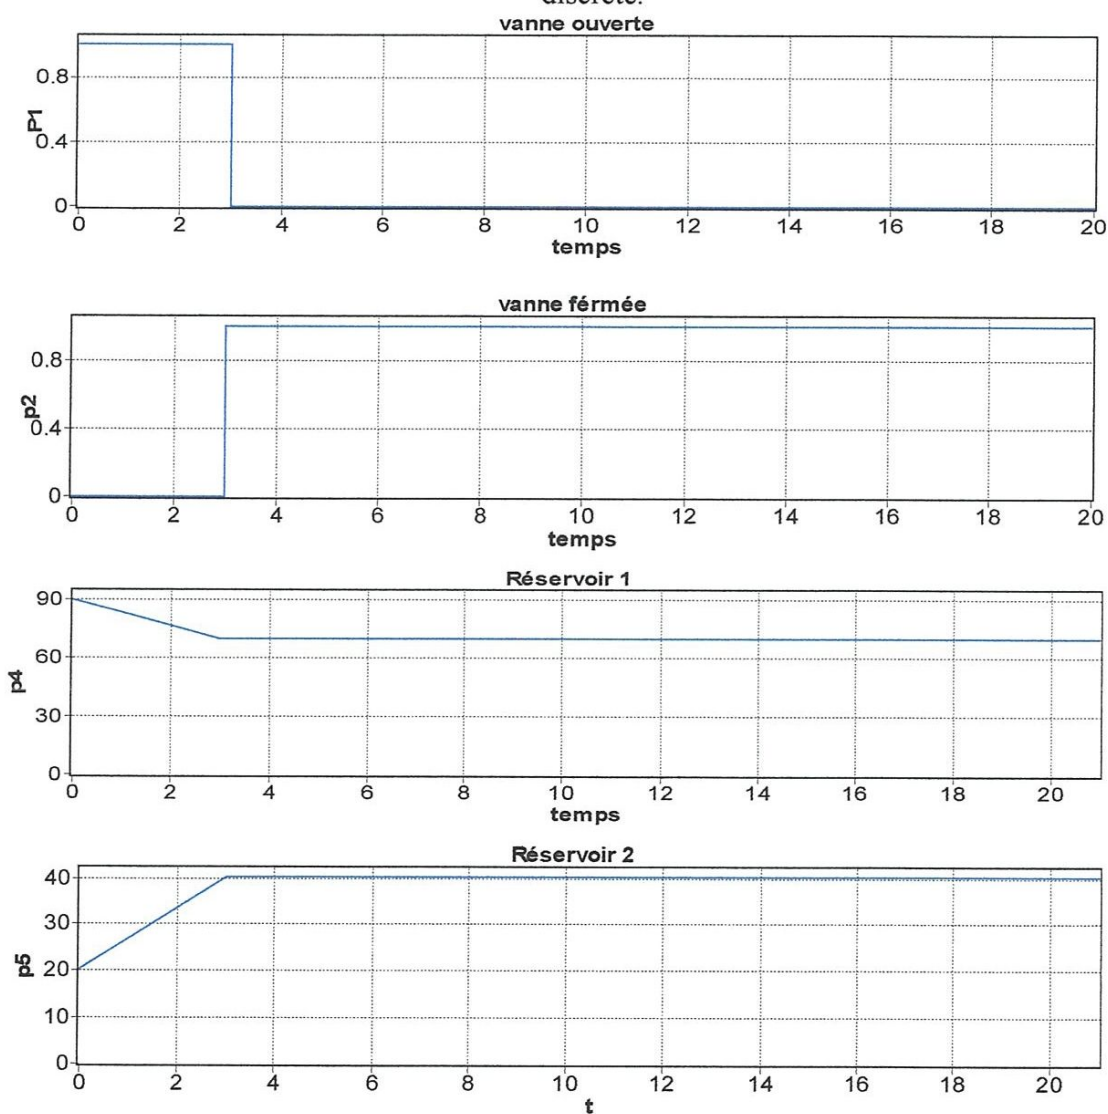 discrète.
vanne ouverte
0.8
P1
0.4
0
0 2 4 6 8 10 12 14 16 18 20
temps
vanne férmée
0.8
p2
0.4
0
0 2 4 6 8 10 12 14 16 18 20
temps
Réservoir 1
90
60
p4
30
0
0 2 4 6 8 10 12 14 16 18 20
temps
Réservoir 2
40
30
p5
20
10
0
0 2 4 6 8 10 12 14 16 18 20
t